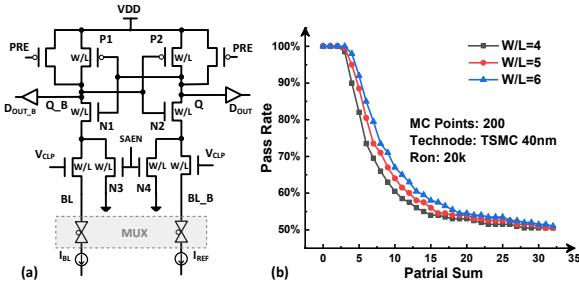 VDD
PRE P1 P2 PRE
W/L W/L
D_OUT_B Q_B Q D_OUT
W/L N1 N2 W/L
V_CLP SAEN V_CLP
W/L W/L W/L W/L
BL N3 N4 BL_B
MUX
I_BL I_REF
(a)
Pass Rate
100%
90%
80%
70%
60%
50%
W/L=4
W/L=5
W/L=6
MC Points: 200
Technode: TSMC 40nm
Ron: 20k
0 5 10 15 20 25 30 35
Patrial Sum
(b)